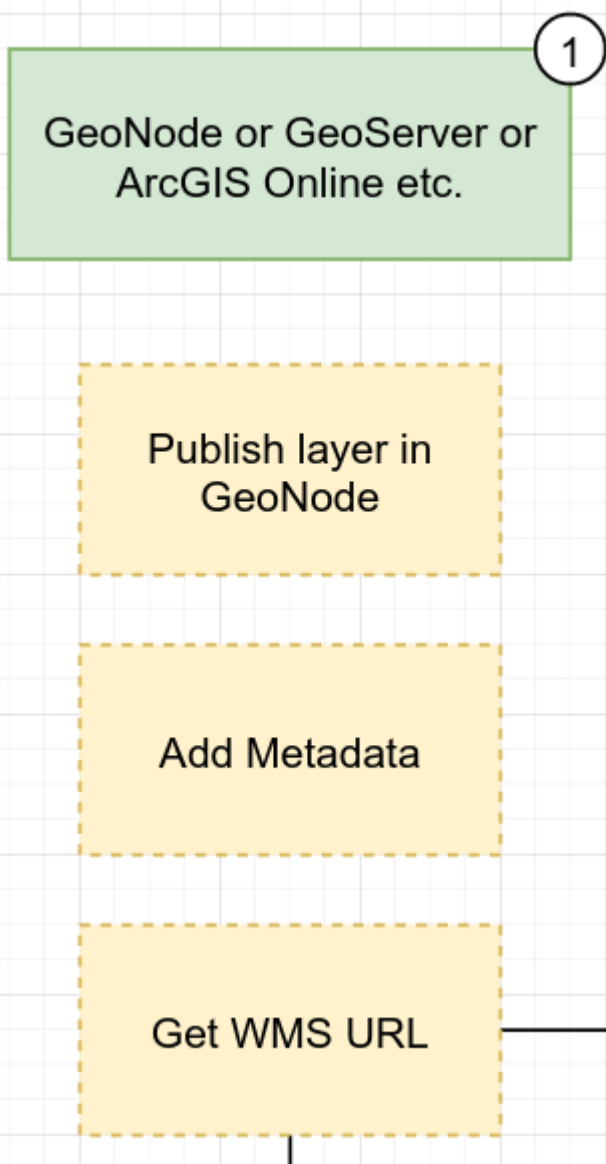 1
GeoNode or GeoServer or
ArcGIS Online etc.
Publish layer in
GeoNode
Add Metadata
Get WMS URL